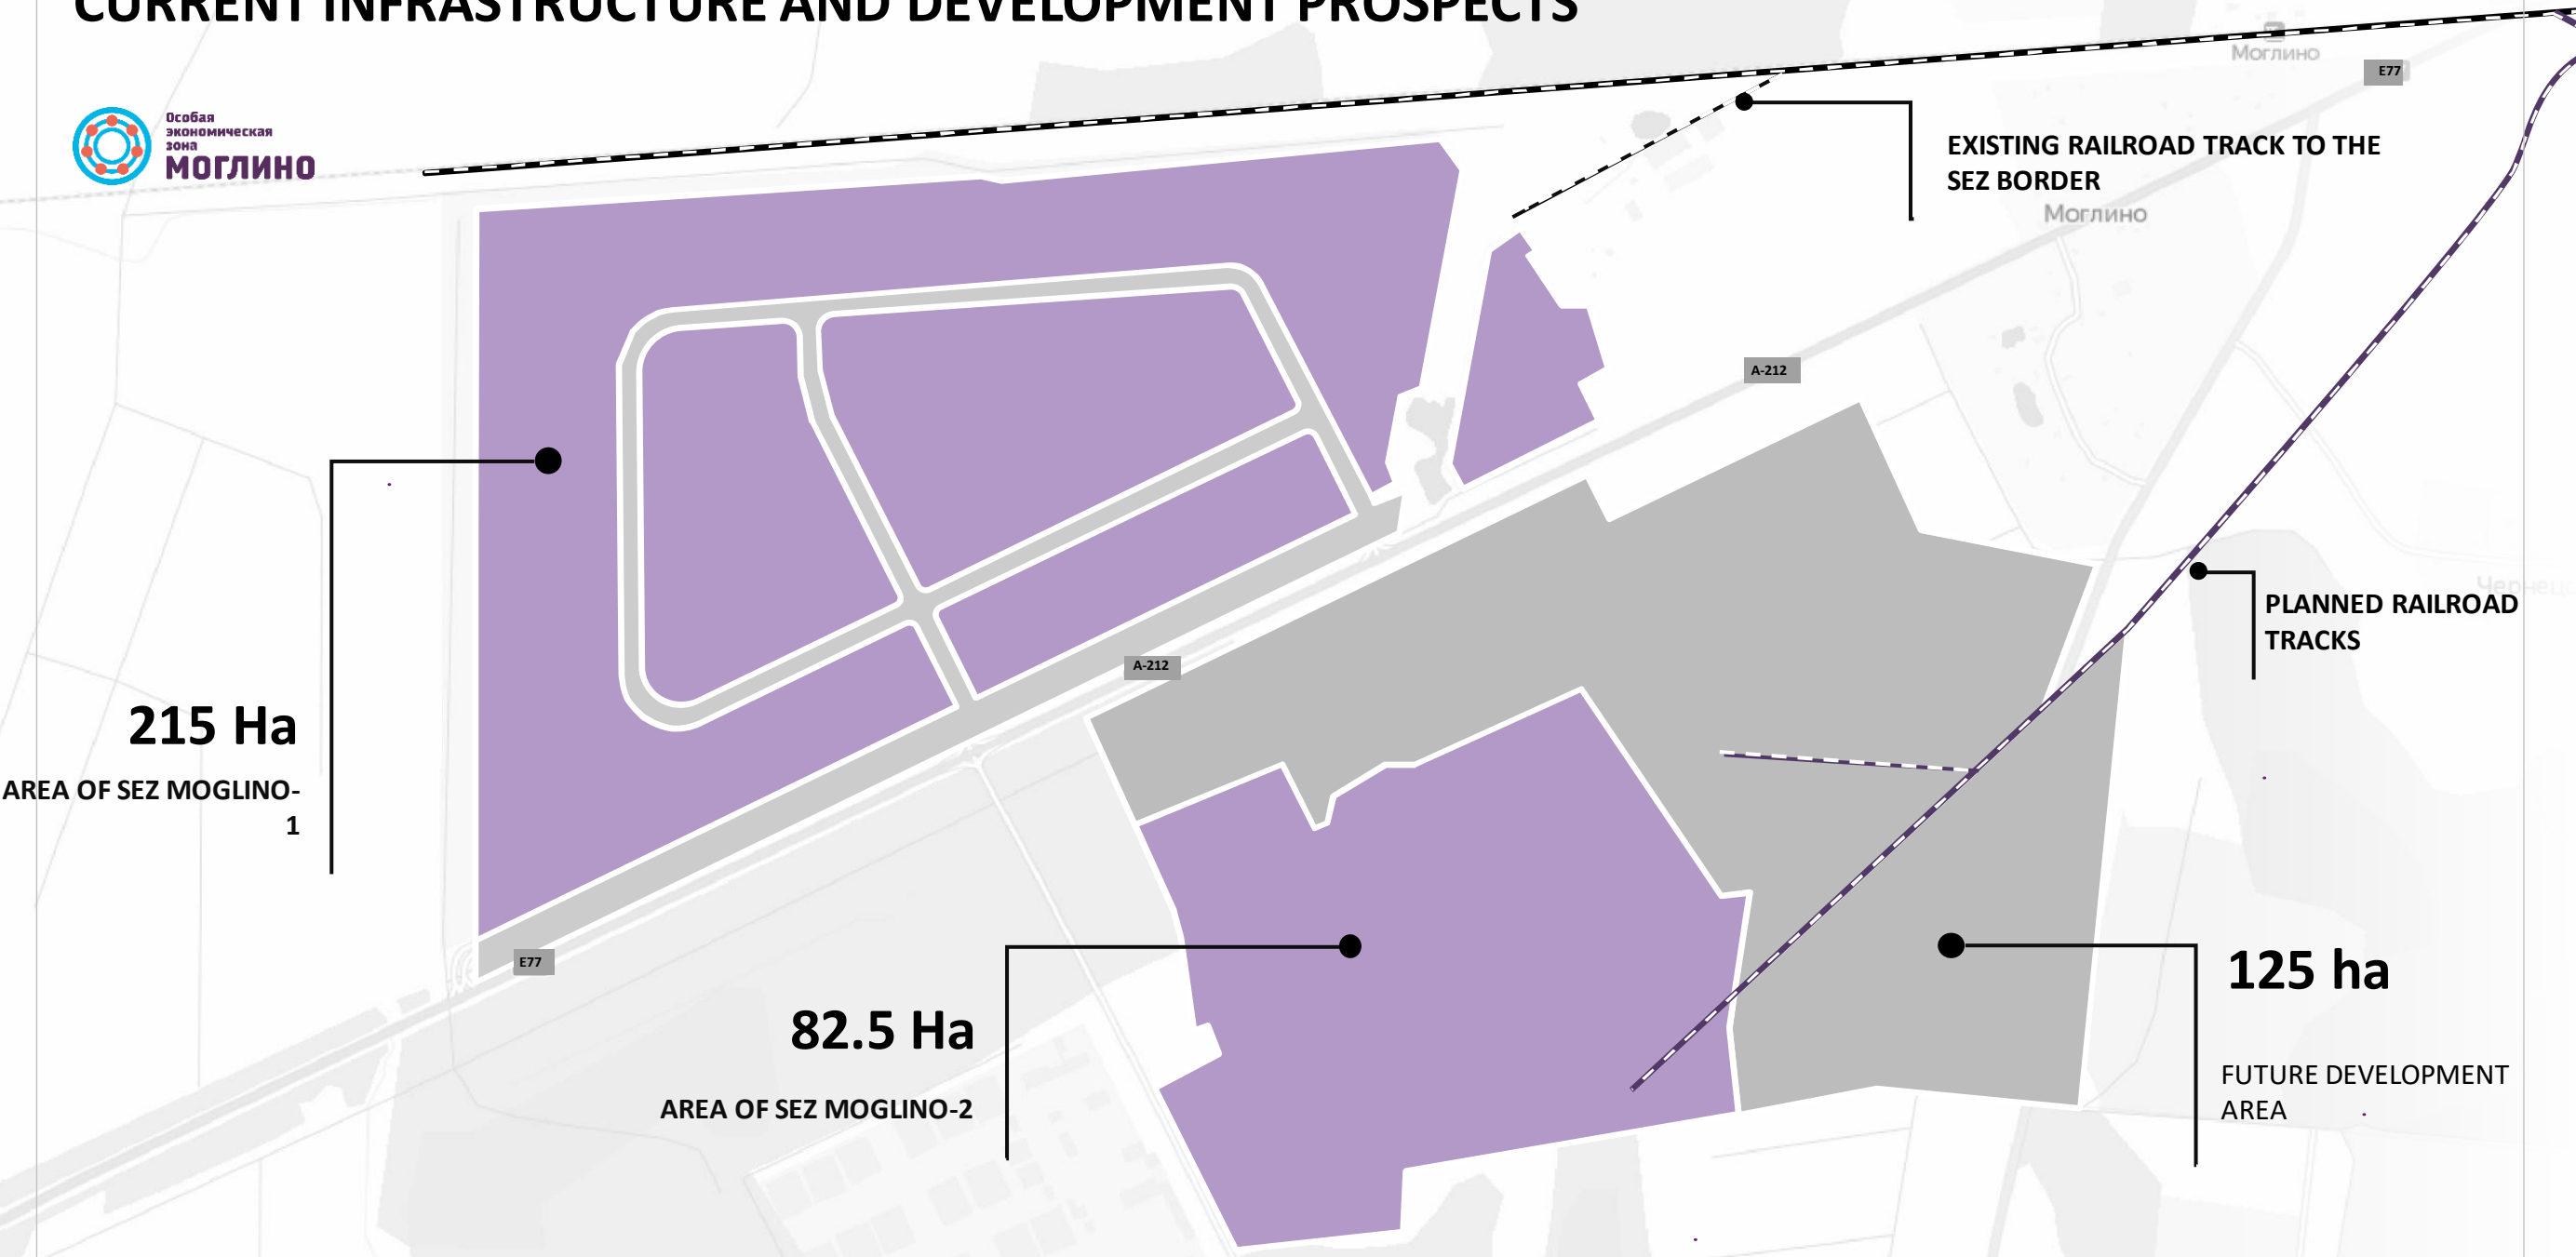 CURRENT INFRASTRUCTURE AND DEVELOPMENT PROSPECTS
Особая
экономическая
зона
МОГЛИНО
Моглино
E77
EXISTING RAILROAD TRACK TO THE
SEZ BORDER
Моглино
A-212
PLANNED RAILROAD
TRACKS
A-212
215 Ha
AREA OF SEZ MOGLINO-
1
E77
82.5 Ha
AREA OF SEZ MOGLINO-2
125 ha
FUTURE DEVELOPMENT
AREA